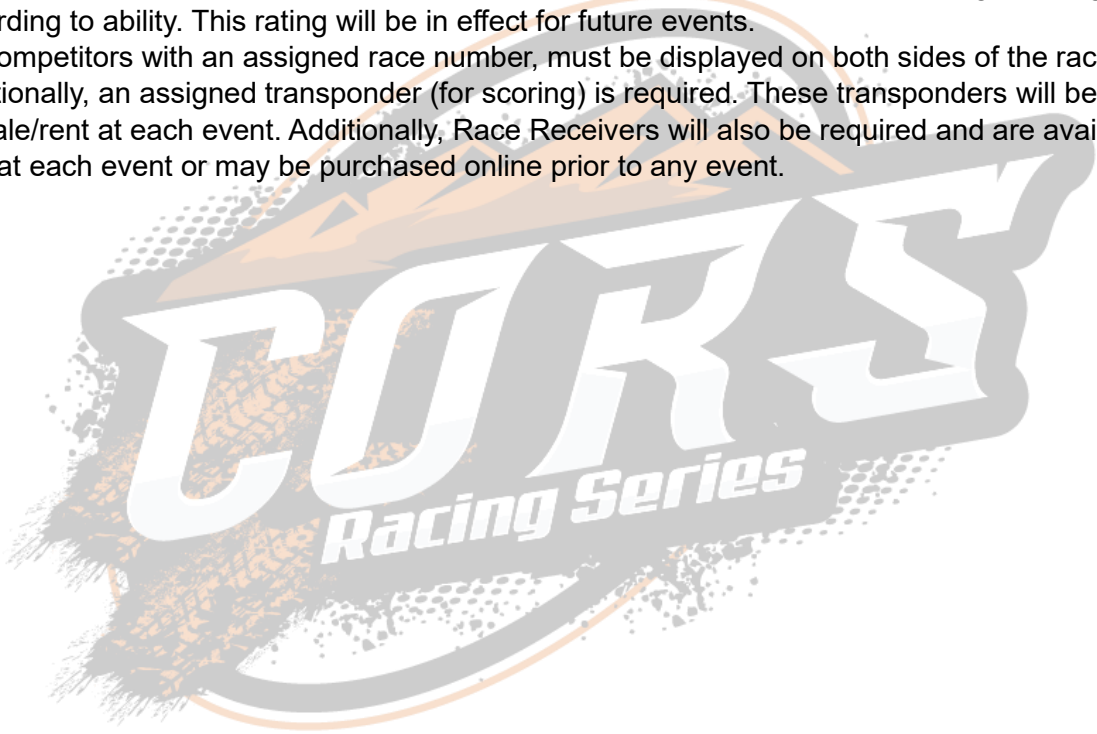 rding to ability. This rating will be in effect for future events.
ompetitors with an assigned race number, must be displayed on both sides of the rac
tionally, an assigned transponder (for scoring) is required. These transponders will be
ale/rent at each event. Additionally, Race Receivers will also be required and are avai
at each event or may be purchased online prior to any event.
CORS
Racing Series